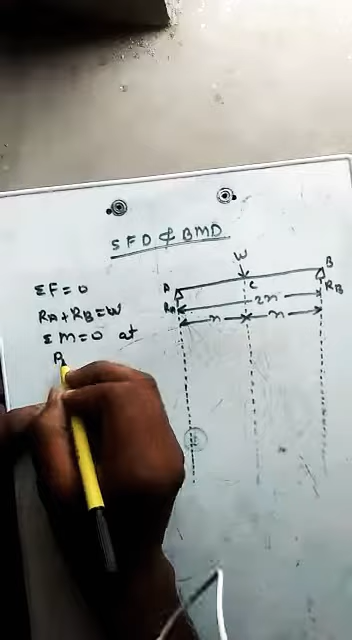 SFD & BMD
ΣF=0
RA+RB=W
ΣM=0 at
A
W
A
B
C
RA
RB
2x
x
x